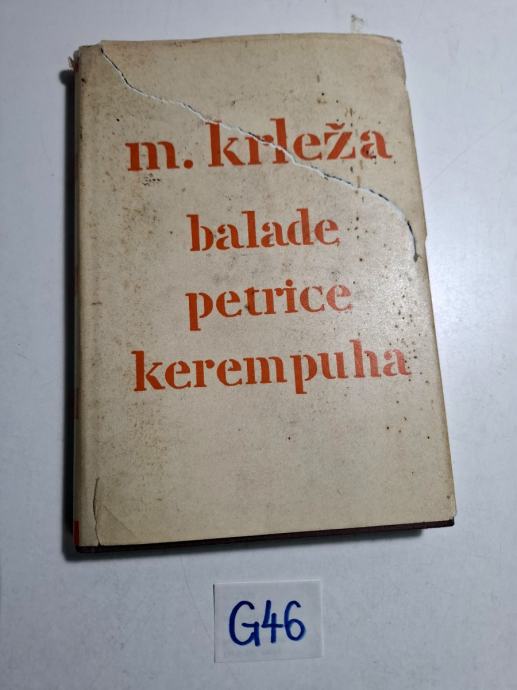 m. krleža
balade
petrice
kerempuha
G46